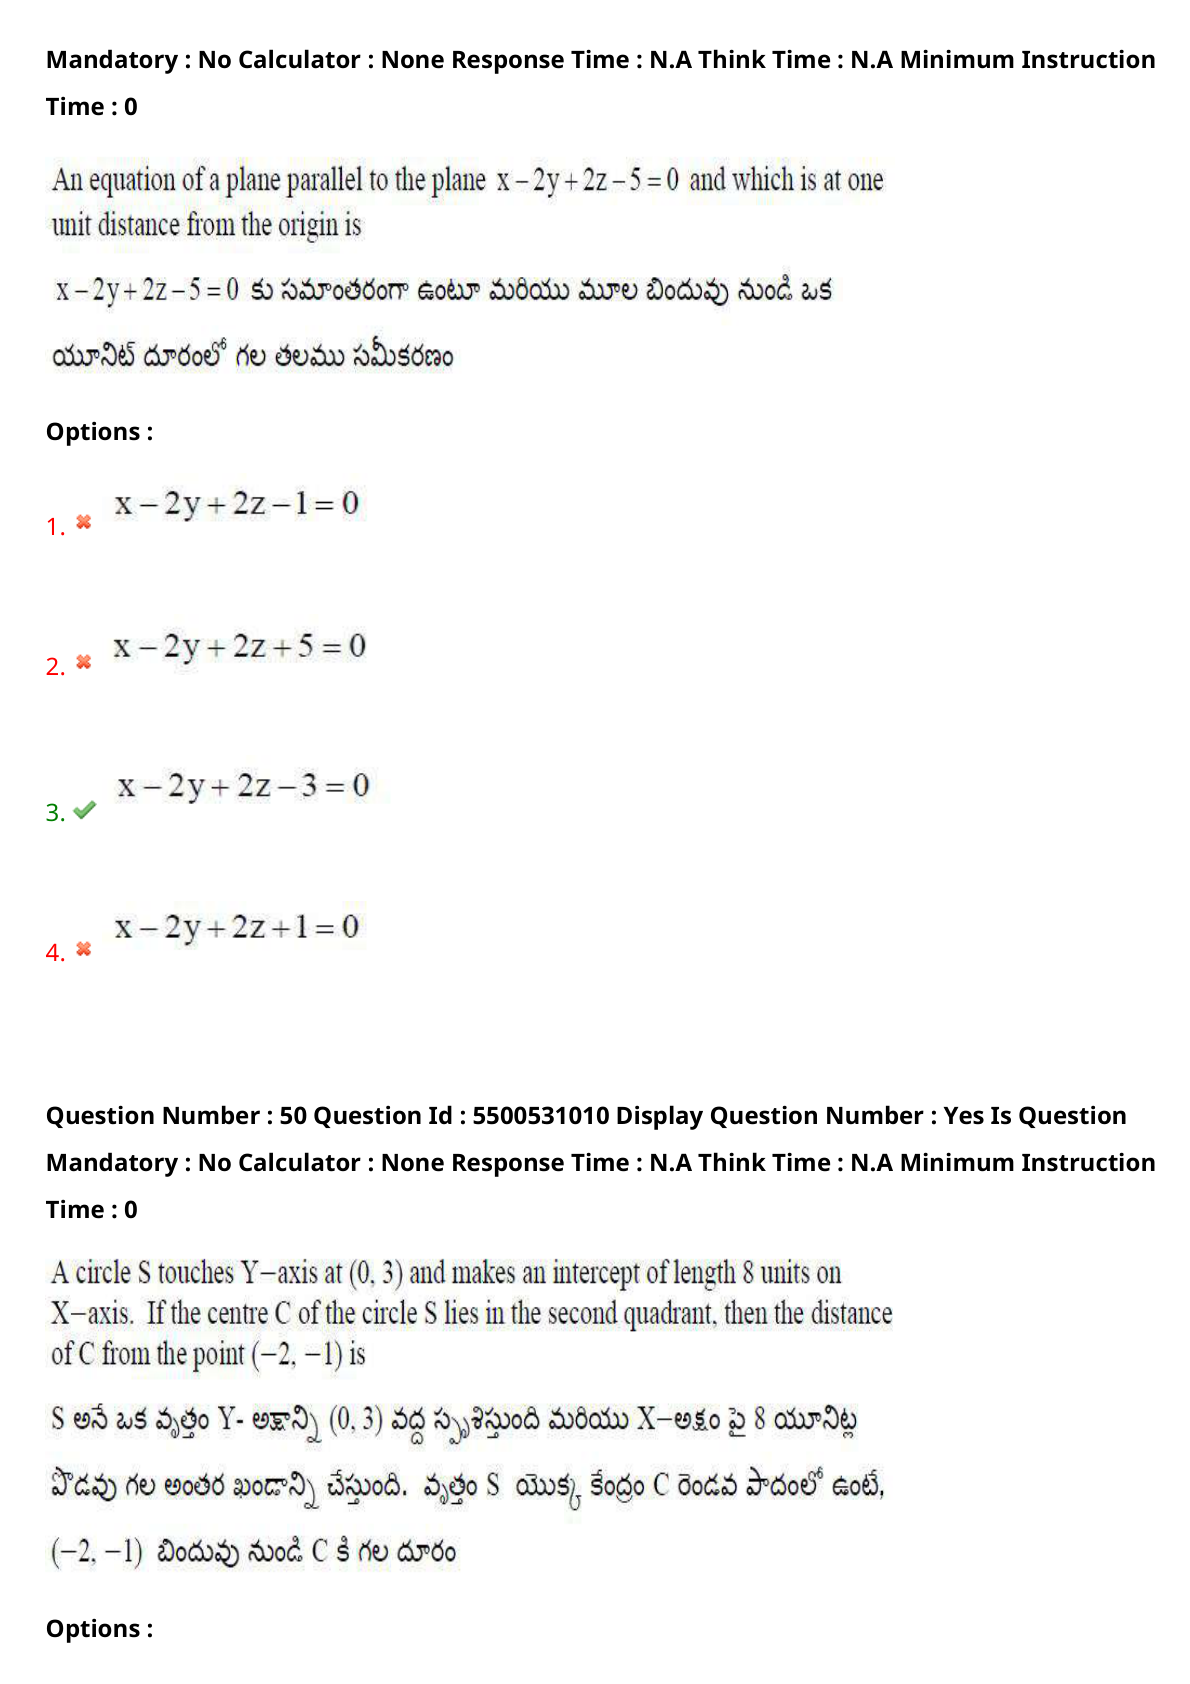 Mandatory : No Calculator : None Response Time : N.A Think Time : N.A Minimum Instruction
Time : 0
An equation of a plane parallel to the plane x – 2y + 2z – 5 = 0 and which is at one
unit distance from the origin is
x – 2y + 2z – 5 = 0 కు సమాంతరంగా ఉంటూ మరియు మూల బిందువు నుండి ఒక
యూనిట్ దూరంలో గల తలము సమీకరణం
Options :
1. ✖ x – 2y + 2z – 1 = 0
2. ✖ x – 2y + 2z + 5 = 0
3. ✔ x – 2y + 2z – 3 = 0
4. ✖ x – 2y + 2z + 1 = 0
Question Number : 50 Question Id : 5500531010 Display Question Number : Yes Is Question
Mandatory : No Calculator : None Response Time : N.A Think Time : N.A Minimum Instruction
Time : 0
A circle S touches Y–axis at (0, 3) and makes an intercept of length 8 units on
X–axis. If the centre C of the circle S lies in the second quadrant, then the distance
of C from the point (–2, –1) is
S అనే ఒక వృత్తం Y- అక్షాన్ని (0, 3) వద్ద స్పృశిస్తుంది మరియు X–అక్షం పై 8 యూనిట్ల
పొడవు గల అంతర ఖండాన్ని చేస్తుంది. వృత్తం S యొక్క కేంద్రం C రెండవ పాదంలో ఉంటే,
(–2, –1) బిందువు నుండి C కి గల దూరం
Options :